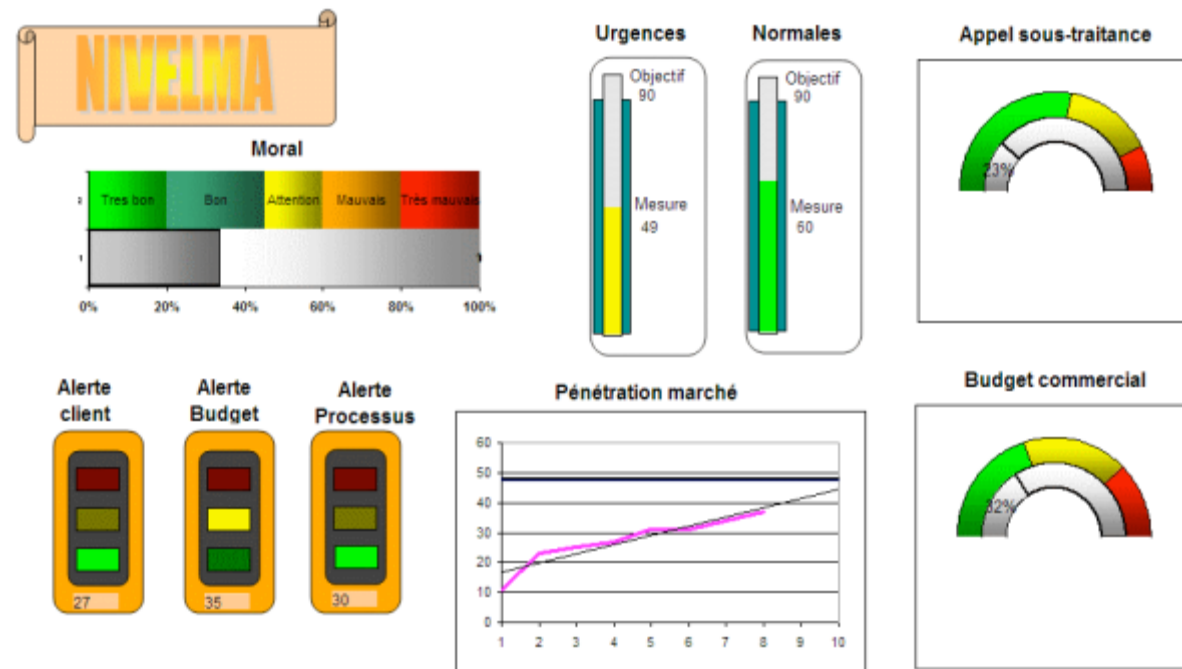 NIVELMA
Urgences
Normales
Appel sous-traitance
Objectif
90
Mesure
49
Objectif
90
Mesure
60
23%
Moral
Tres bon
Bon
Attention
Mauvais
Très mauvais
0%
20%
40%
60%
80%
100%
Alerte
client
27
Alerte
Budget
35
Alerte
Processus
30
Pénétration marché
60
50
40
30
20
10
0
1 2 3 4 5 6 7 8 9 10
Budget commercial
32%